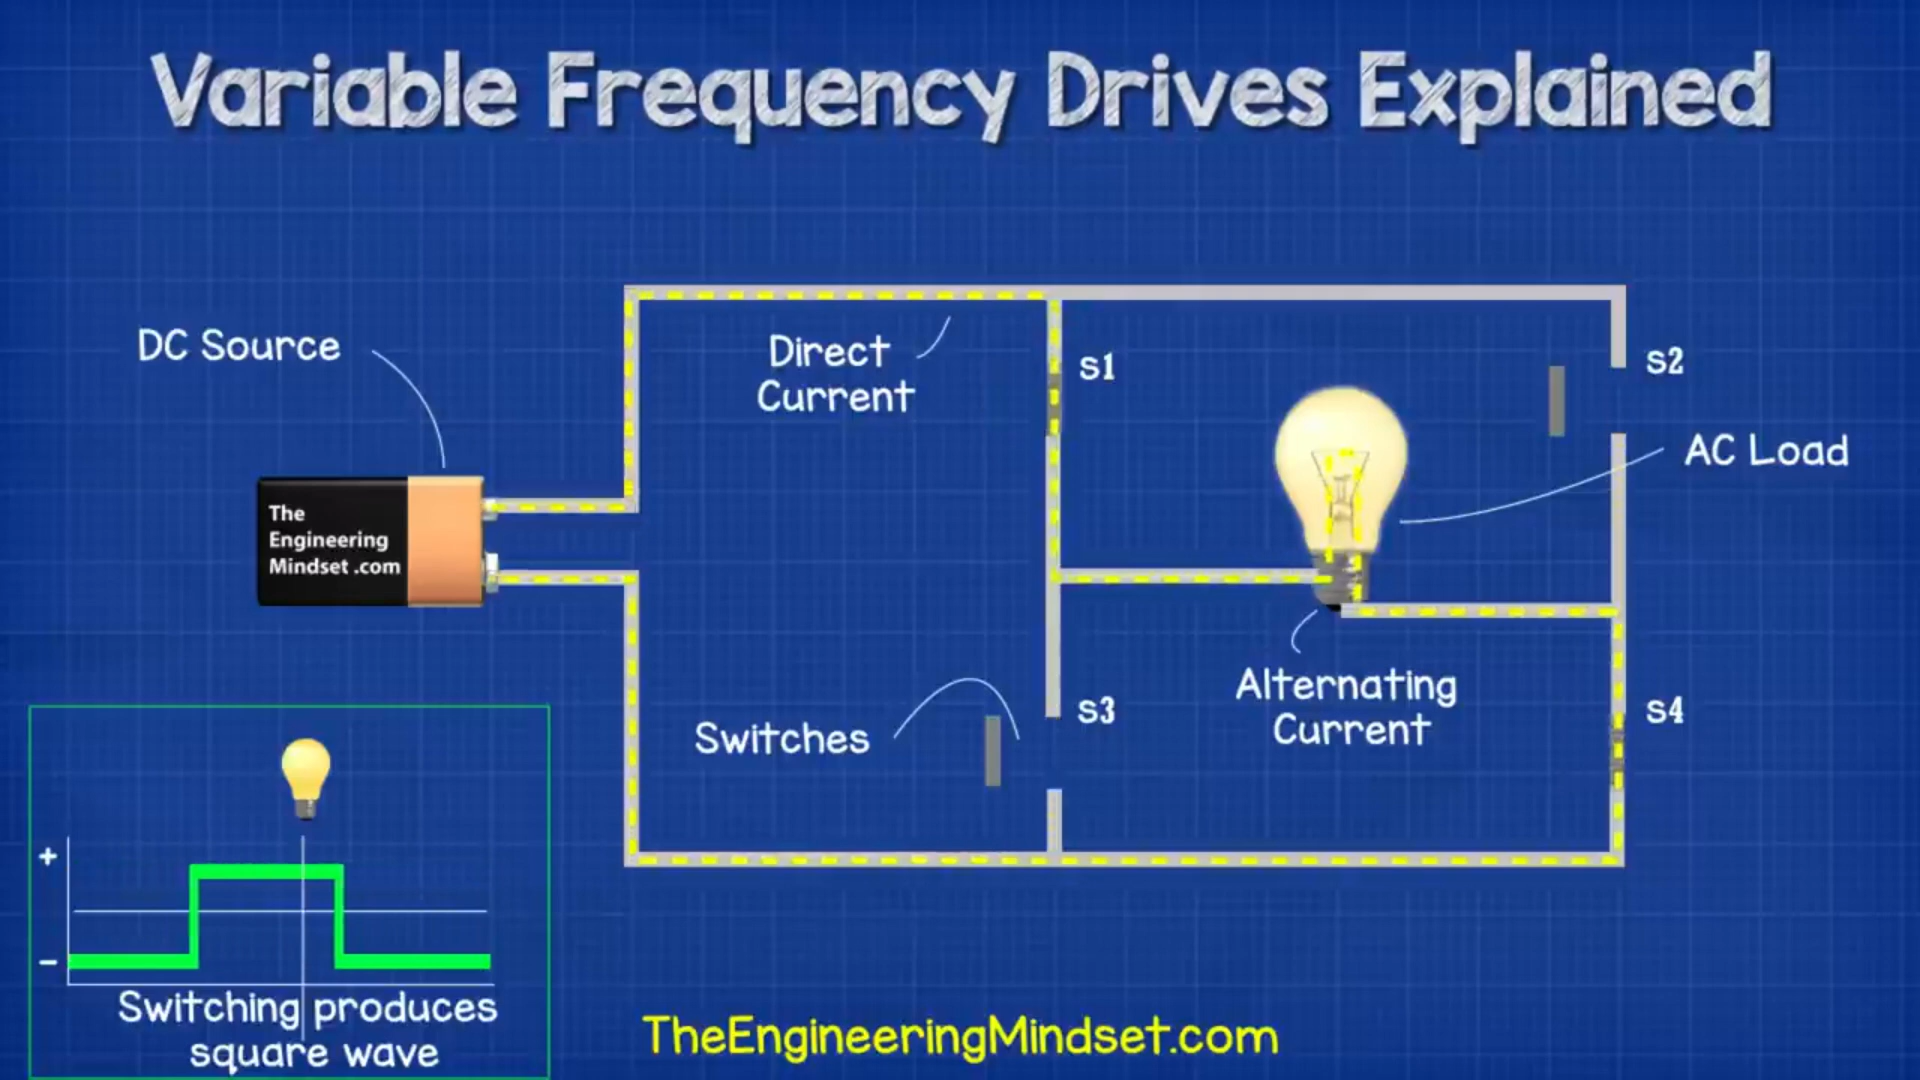 Variable Frequency Drives Explained
DC Source
Direct
Current
S1
S2
AC Load
The
Engineering
Mindset .com
Switches
S3
Alternating
Current
S4
+
–
Switching produces
square wave
TheEngineeringMindset.com